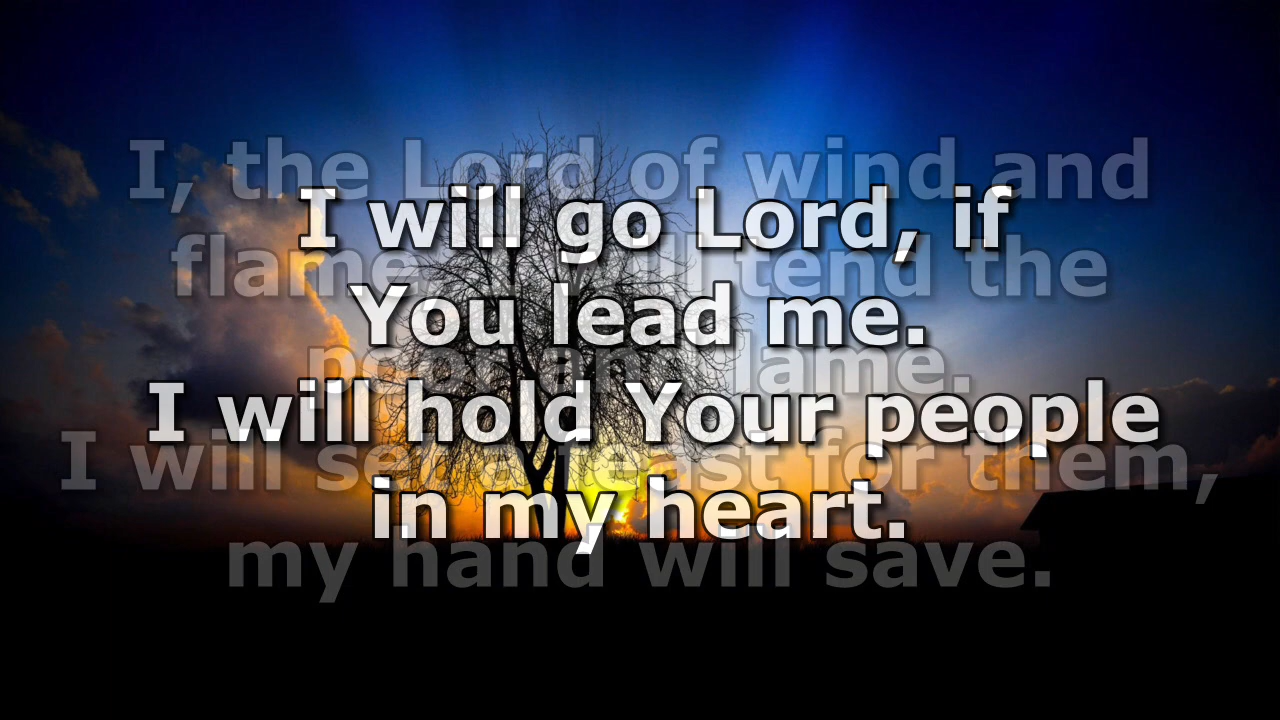 I will go Lord, if
You lead me.
I will hold Your people
in my heart.
I, the Lord of wind and
flame, I will tend the
poor and lame.
I will set a feast for them,
my hand will save.